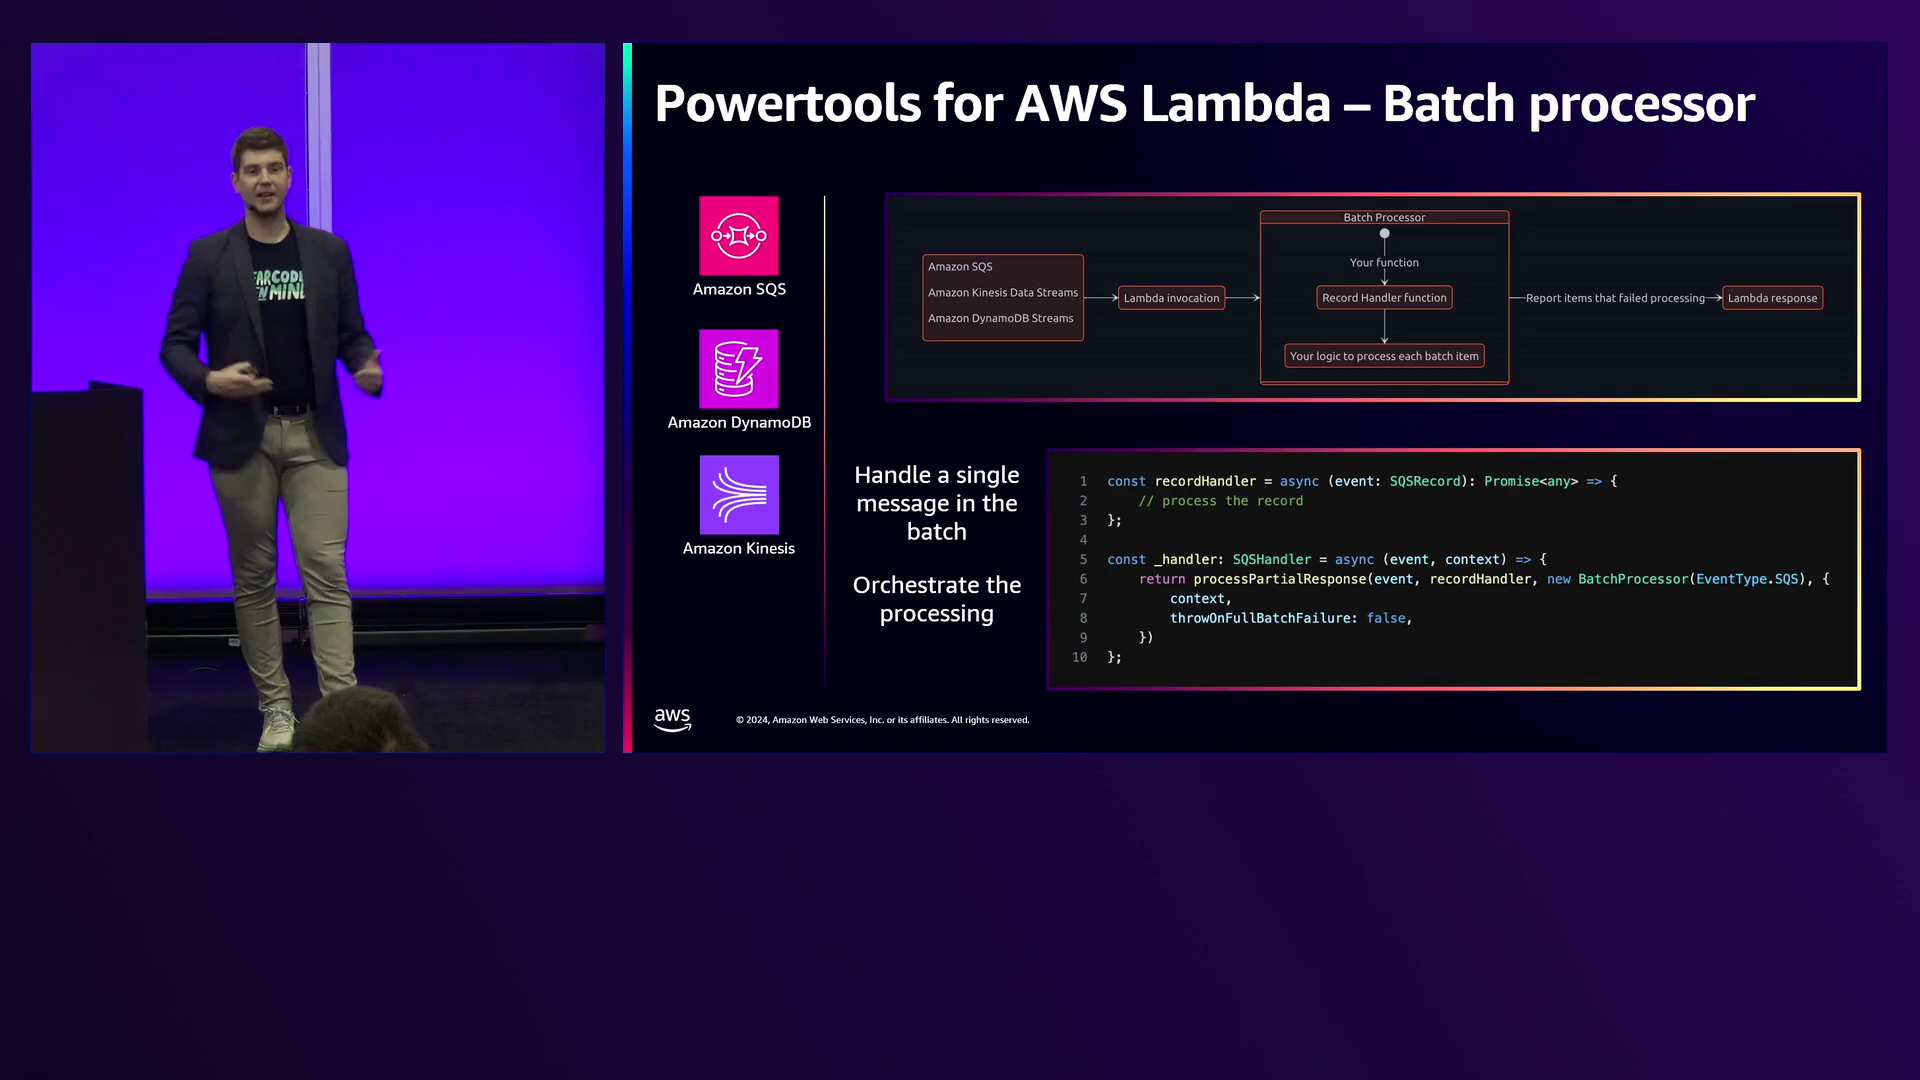 Powertools for AWS Lambda – Batch processor
Amazon SQS
Amazon DynamoDB
Amazon Kinesis
Amazon SQS
Amazon Kinesis Data Streams
Amazon DynamoDB Streams
Lambda invocation
Batch Processor
Your function
Record Handler function
Your logic to process each batch item
Report items that failed processing
Lambda response
Handle a single
message in the
batch
Orchestrate the
processing
1 const recordHandler = async (event: SQSRecord): Promise<any> => {
2 // process the record
3 };
4
5 const _handler: SQSHandler = async (event, context) => {
6 return processPartialResponse(event, recordHandler, new BatchProcessor(EventType.SQS), {
7 context,
8 throwOnFullBatchFailure: false,
9 })
10 };
aws
© 2024, Amazon Web Services, Inc. or its affiliates. All rights reserved.
MIND